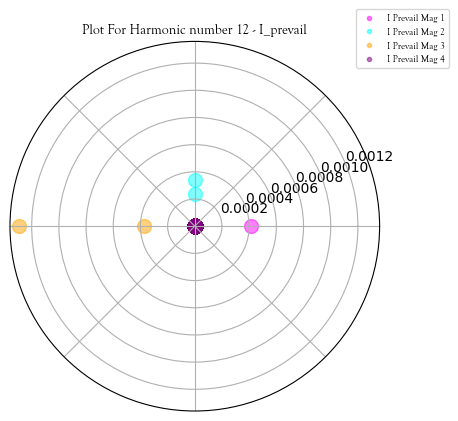 Plot For Harmonic number 12 - I_prevail
I Prevail Mag 1
I Prevail Mag 2
I Prevail Mag 3
I Prevail Mag 4
0.0012
0.0010
0.0008
0.0006
0.0004
0.0002